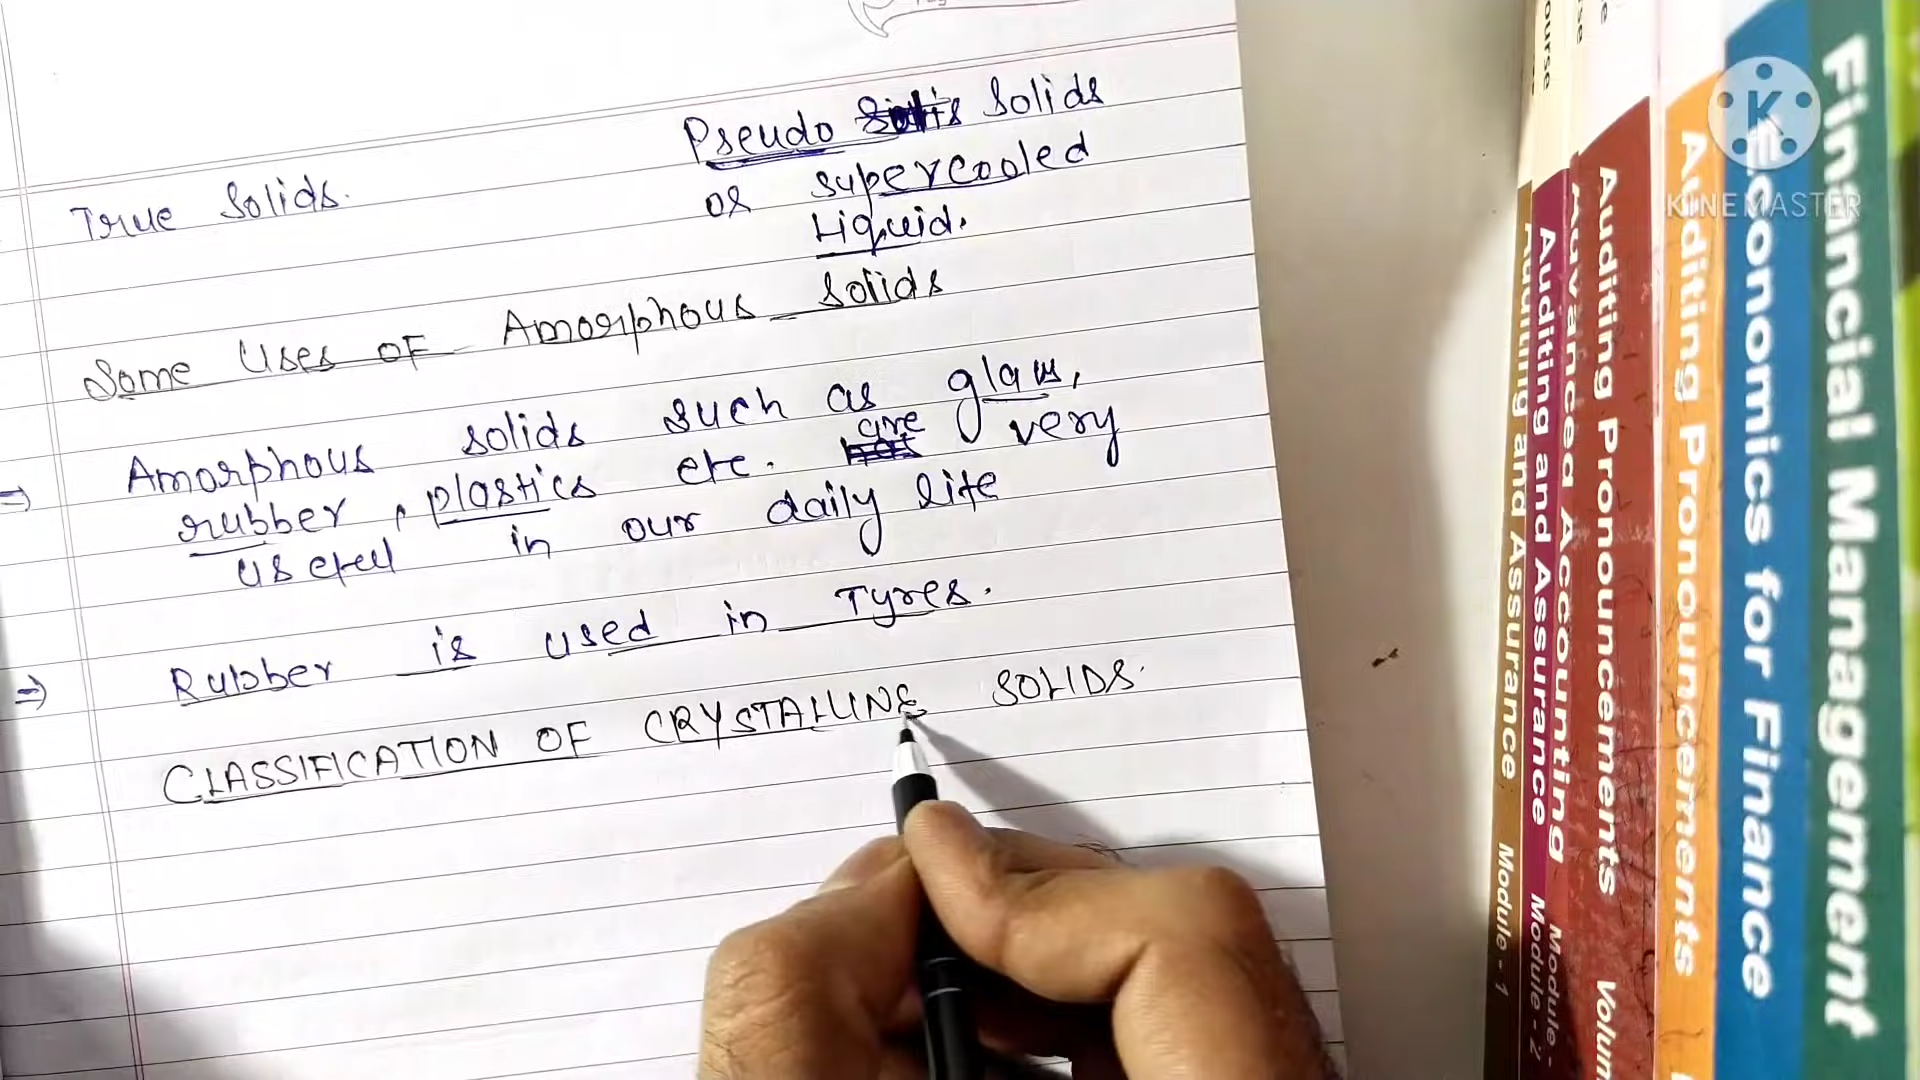 Pseudo Solids
True Solids. or supercooled
Liquid.
Some Uses OF Amorphous Solids
=> Amorphous solids such as glass,
rubber, plastics etc. are very
useful in our daily life
=> Rubber is used in Tyres.
CLASSIFICATION OF CRYSTALLINE SOLIDS.
Auditing and Assurance Module - 1
Auditing and Assurance Module - 2
Advanced Accounting Module -
Auditing Pronouncements Volum
Auditing Pronouncements
Economics for Finance
Financial Management
K
KINEMASTER